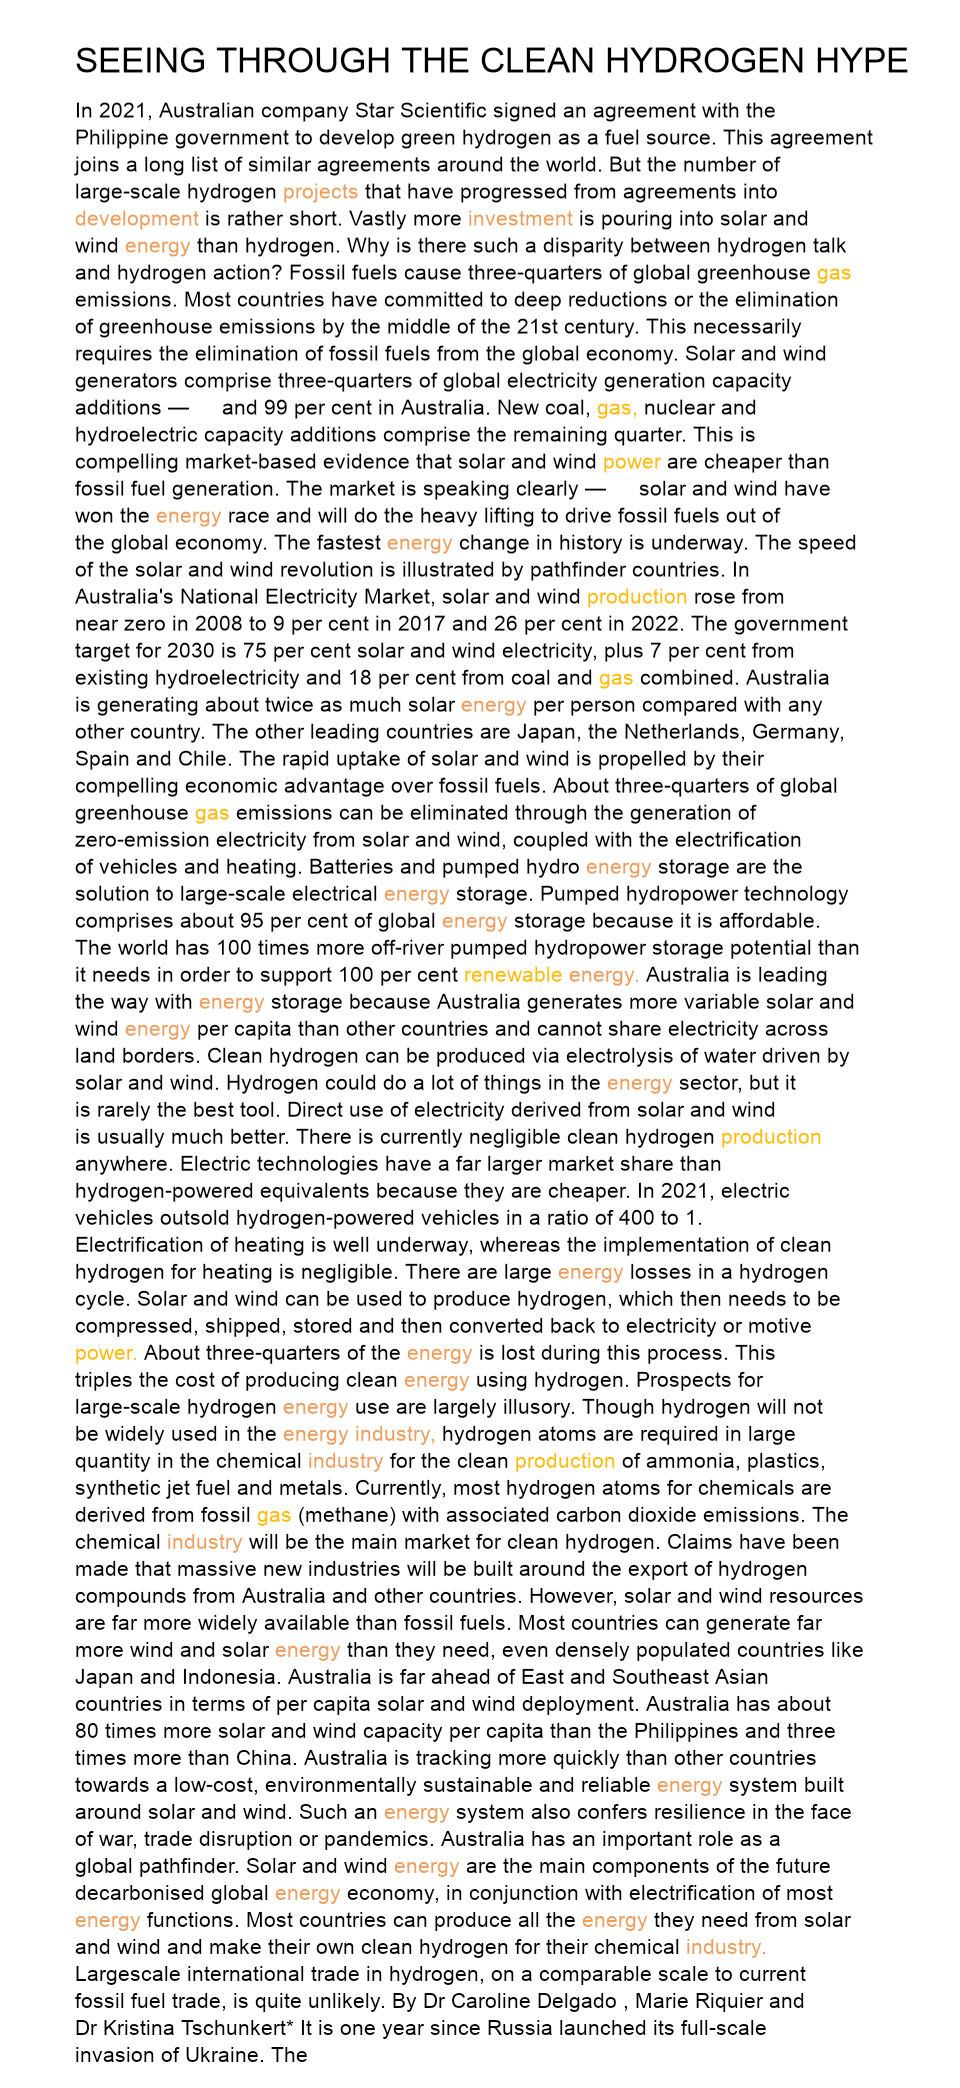 SEEING THROUGH THE CLEAN HYDROGEN HYPE
In 2021, Australian company Star Scientific signed an agreement with the
Philippine government to develop green hydrogen as a fuel source. This agreement
joins a long list of similar agreements around the world. But the number of
large-scale hydrogen projects that have progressed from agreements into
development is rather short. Vastly more investment is pouring into solar and
wind energy than hydrogen. Why is there such a disparity between hydrogen talk
and hydrogen action? Fossil fuels cause three-quarters of global greenhouse gas
emissions. Most countries have committed to deep reductions or the elimination
of greenhouse emissions by the middle of the 21st century. This necessarily
requires the elimination of fossil fuels from the global economy. Solar and wind
generators comprise three-quarters of global electricity generation capacity
additions — and 99 per cent in Australia. New coal, gas, nuclear and
hydroelectric capacity additions comprise the remaining quarter. This is
compelling market-based evidence that solar and wind power are cheaper than
fossil fuel generation. The market is speaking clearly — solar and wind have
won the energy race and will do the heavy lifting to drive fossil fuels out of
the global economy. The fastest energy change in history is underway. The speed
of the solar and wind revolution is illustrated by pathfinder countries. In
Australia's National Electricity Market, solar and wind production rose from
near zero in 2008 to 9 per cent in 2017 and 26 per cent in 2022. The government
target for 2030 is 75 per cent solar and wind electricity, plus 7 per cent from
existing hydroelectricity and 18 per cent from coal and gas combined. Australia
is generating about twice as much solar energy per person compared with any
other country. The other leading countries are Japan, the Netherlands, Germany,
Spain and Chile. The rapid uptake of solar and wind is propelled by their
compelling economic advantage over fossil fuels. About three-quarters of global
greenhouse gas emissions can be eliminated through the generation of
zero-emission electricity from solar and wind, coupled with the electrification
of vehicles and heating. Batteries and pumped hydro energy storage are the
solution to large-scale electrical energy storage. Pumped hydropower technology
comprises about 95 per cent of global energy storage because it is affordable.
The world has 100 times more off-river pumped hydropower storage potential than
it needs in order to support 100 per cent renewable energy. Australia is leading
the way with energy storage because Australia generates more variable solar and
wind energy per capita than other countries and cannot share electricity across
land borders. Clean hydrogen can be produced via electrolysis of water driven by
solar and wind. Hydrogen could do a lot of things in the energy sector, but it
is rarely the best tool. Direct use of electricity derived from solar and wind
is usually much better. There is currently negligible clean hydrogen production
anywhere. Electric technologies have a far larger market share than
hydrogen-powered equivalents because they are cheaper. In 2021, electric
vehicles outsold hydrogen-powered vehicles in a ratio of 400 to 1.
Electrification of heating is well underway, whereas the implementation of clean
hydrogen for heating is negligible. There are large energy losses in a hydrogen
cycle. Solar and wind can be used to produce hydrogen, which then needs to be
compressed, shipped, stored and then converted back to electricity or motive
power. About three-quarters of the energy is lost during this process. This
triples the cost of producing clean energy using hydrogen. Prospects for
large-scale hydrogen energy use are largely illusory. Though hydrogen will not
be widely used in the energy industry, hydrogen atoms are required in large
quantity in the chemical industry for the clean production of ammonia, plastics,
synthetic jet fuel and metals. Currently, most hydrogen atoms for chemicals are
derived from fossil gas (methane) with associated carbon dioxide emissions. The
chemical industry will be the main market for clean hydrogen. Claims have been
made that massive new industries will be built around the export of hydrogen
compounds from Australia and other countries. However, solar and wind resources
are far more widely available than fossil fuels. Most countries can generate far
more wind and solar energy than they need, even densely populated countries like
Japan and Indonesia. Australia is far ahead of East and Southeast Asian
countries in terms of per capita solar and wind deployment. Australia has about
80 times more solar and wind capacity per capita than the Philippines and three
times more than China. Australia is tracking more quickly than other countries
towards a low-cost, environmentally sustainable and reliable energy system built
around solar and wind. Such an energy system also confers resilience in the face
of war, trade disruption or pandemics. Australia has an important role as a
global pathfinder. Solar and wind energy are the main components of the future
decarbonised global energy economy, in conjunction with electrification of most
energy functions. Most countries can produce all the energy they need from solar
and wind and make their own clean hydrogen for their chemical industry.
Largescale international trade in hydrogen, on a comparable scale to current
fossil fuel trade, is quite unlikely. By Dr Caroline Delgado , Marie Riquier and
Dr Kristina Tschunkert* It is one year since Russia launched its full-scale
invasion of Ukraine. The